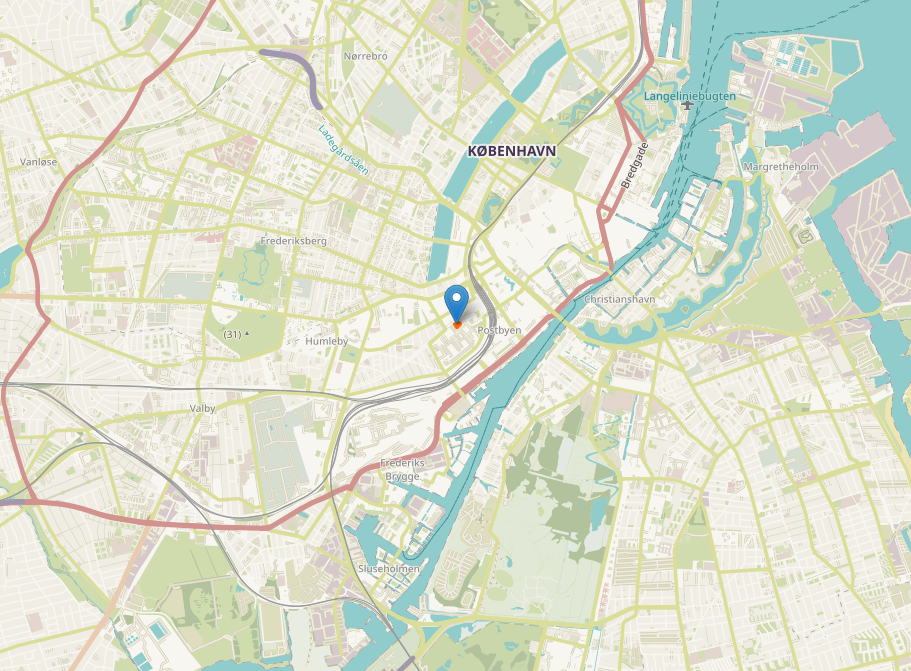 Nørrebro
Langeliniebugten
Ladegårdsåen
KØBENHAVN
Bredgade
Vanløse
Margretheholm
Frederiksberg
Christianshavn
(31)
Humleby
Postbyen
Valby
Frederiks
Brygge
Sluseholmen